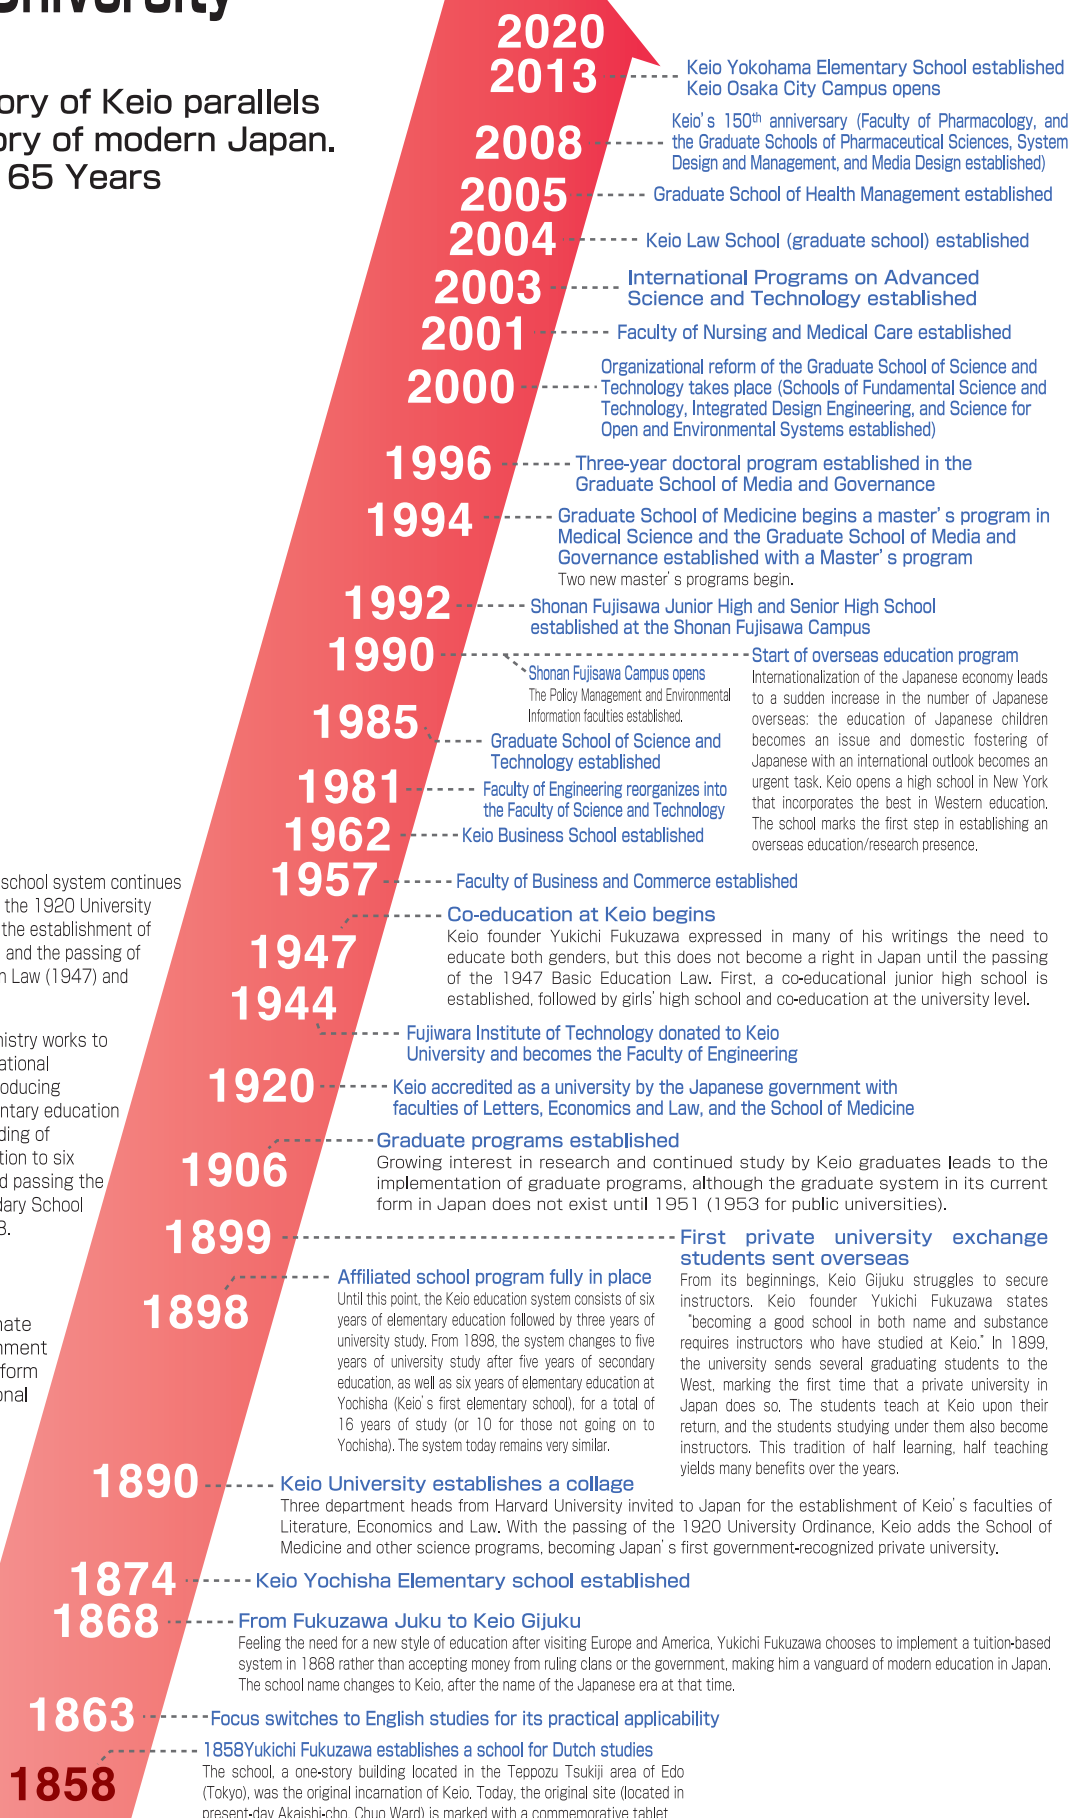 University
ory of Keio parallels
ory of modern Japan.
65 Years
2020
2013
Keio Yokohama Elementary School established
Keio Osaka City Campus opens
2008
Keio's 150th anniversary (Faculty of Pharmacology, and
the Graduate Schools of Pharmaceutical Sciences, System
Design and Management, and Media Design established)
2005
Graduate School of Health Management established
2004
Keio Law School (graduate school) established
2003
International Programs on Advanced
Science and Technology established
2001
Faculty of Nursing and Medical Care established
2000
Organizational reform of the Graduate School of Science and
Technology takes place (Schools of Fundamental Science and
Technology, Integrated Design Engineering, and Science for
Open and Environmental Systems established)
1996
Three-year doctoral program established in the
Graduate School of Media and Governance
1994
Graduate School of Medicine begins a master's program in
Medical Science and the Graduate School of Media and
Governance established with a Master's program
Two new master's programs begin.
1992
Shonan Fujisawa Junior High and Senior High School
established at the Shonan Fujisawa Campus
1990
Shonan Fujisawa Campus opens
The Policy Management and Environmental
Information faculties established.
Start of overseas education program
Internationalization of the Japanese economy leads
to a sudden increase in the number of Japanese
overseas: the education of Japanese children
becomes an issue and domestic fostering of
Japanese with an international outlook becomes an
urgent task. Keio opens a high school in New York
that incorporates the best in Western education.
The school marks the first step in establishing an
overseas education/research presence.
1985
Graduate School of Science and
Technology established
1981
Faculty of Engineering reorganizes into
the Faculty of Science and Technology
1962
Keio Business School established
1957
Faculty of Business and Commerce established
school system continues
the 1920 University
the establishment of
and the passing of
n Law (1947) and
1947
Co-education at Keio begins
Keio founder Yukichi Fukuzawa expressed in many of his writings the need to
educate both genders, but this does not become a right in Japan until the passing
of the 1947 Basic Education Law. First, a co-educational junior high school is
established, followed by girls' high school and co-education at the university level.
1944
Fujiwara Institute of Technology donated to Keio
University and becomes the Faculty of Engineering
nistry works to
ational
roducing
entary education
ding of
tion to six
d passing the
dary School
8.
1920
Keio accredited as a university by the Japanese government with
faculties of Letters, Economics and Law, and the School of Medicine
1906
Graduate programs established
Growing interest in research and continued study by Keio graduates leads to the
implementation of graduate programs, although the graduate system in its current
form in Japan does not exist until 1951 (1953 for public universities).
1899
First private university exchange
students sent overseas
From its beginnings, Keio Gijuku struggles to secure
instructors. Keio founder Yukichi Fukuzawa states
"becoming a good school in both name and substance
requires instructors who have studied at Keio." In 1899,
the university sends several graduating students to the
West, marking the first time that a private university in
Japan does so. The students teach at Keio upon their
return, and the students studying under them also become
instructors. This tradition of half learning, half teaching
yields many benefits over the years.
1898
Affiliated school program fully in place
Until this point, the Keio education system consists of six
years of elementary education followed by three years of
university study. From 1898, the system changes to five
years of university study after five years of secondary
education, as well as six years of elementary education at
Yochisha (Keio's first elementary school), for a total of
16 years of study (or 10 for those not going on to
Yochisha). The system today remains very similar.
nate
nment
form
onal
1890
Keio University establishes a collage
Three department heads from Harvard University invited to Japan for the establishment of Keio's faculties of
Literature, Economics and Law. With the passing of the 1920 University Ordinance, Keio adds the School of
Medicine and other science programs, becoming Japan's first government-recognized private university.
1874
Keio Yochisha Elementary school established
1868
From Fukuzawa Juku to Keio Gijuku
Feeling the need for a new style of education after visiting Europe and America, Yukichi Fukuzawa chooses to implement a tuition-based
system in 1868 rather than accepting money from ruling clans or the government, making him a vanguard of modern education in Japan.
The school name changes to Keio, after the name of the Japanese era at that time.
1863
Focus switches to English studies for its practical applicability
1858
1858Yukichi Fukuzawa establishes a school for Dutch studies
The school, a one-story building located in the Teppozu Tsukiji area of Edo
(Tokyo), was the original incarnation of Keio. Today, the original site (located in
present-day Akaishi-cho, Chuo Ward) is marked with a commemorative tablet